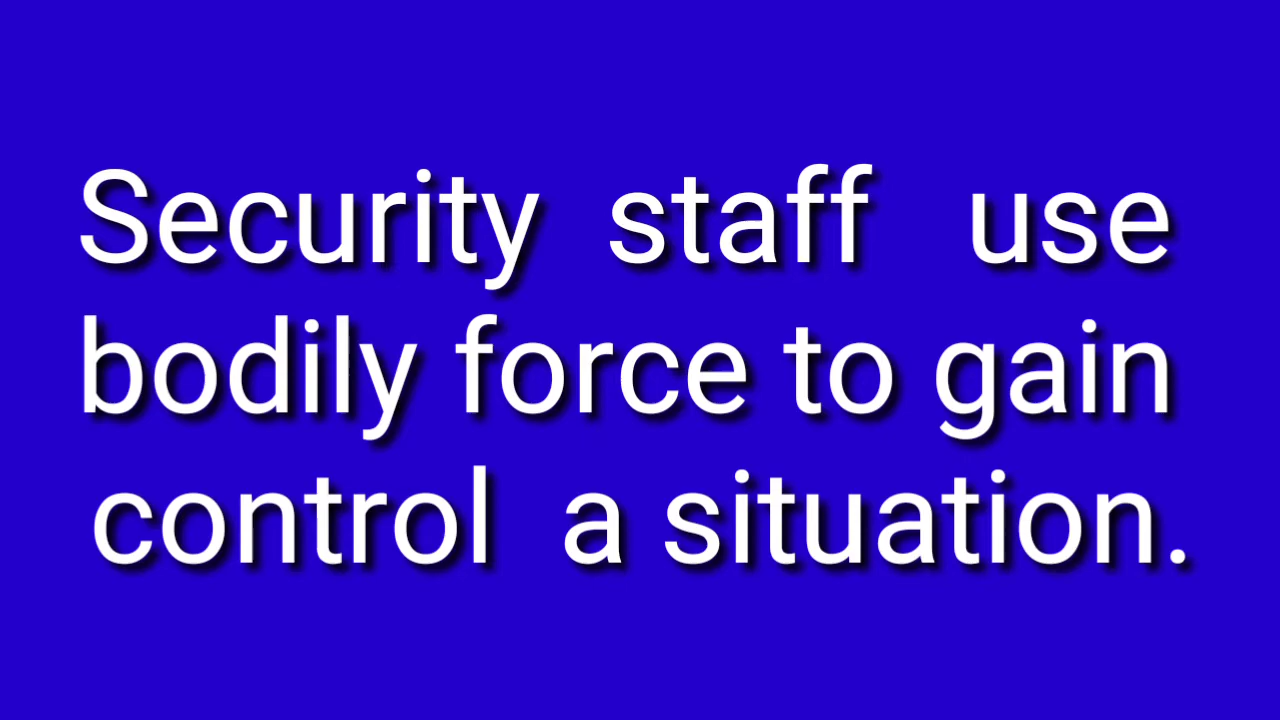 Security staff use
bodily force to gain
control a situation.